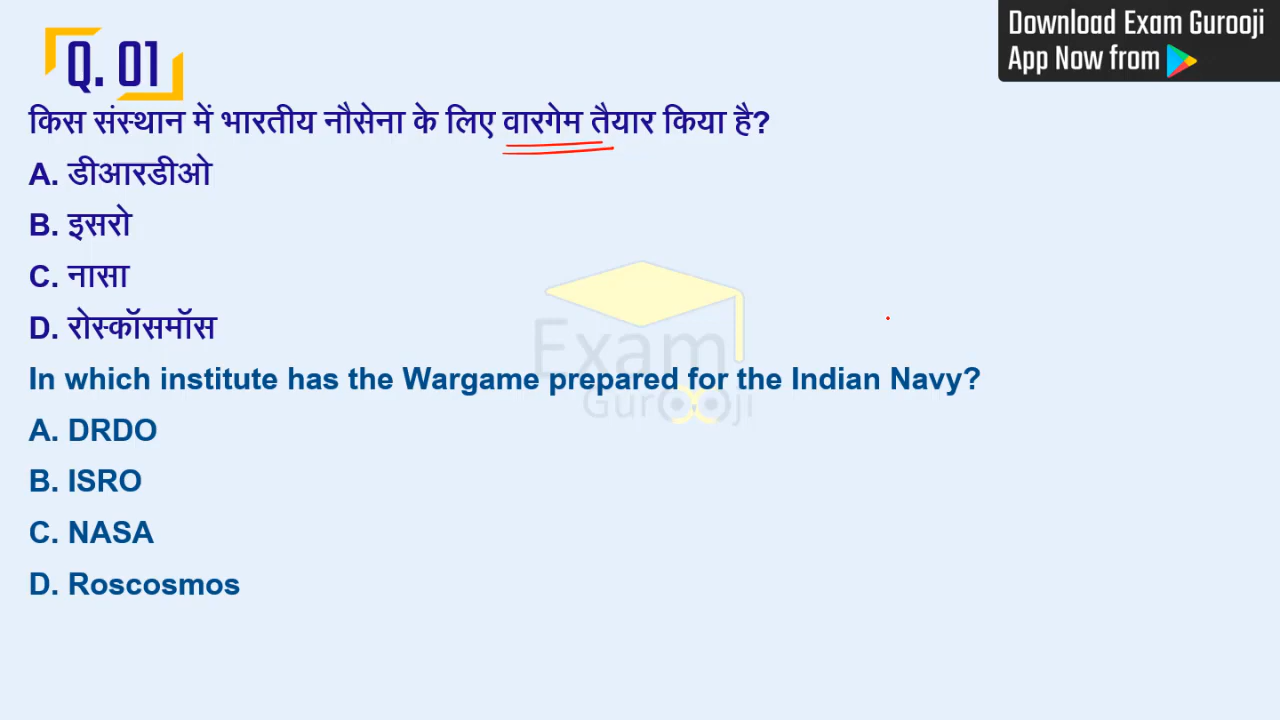 Download Exam Gurooji
App Now from
Q. 01
किस संस्थान में भारतीय नौसेना के लिए वारगेम तैयार किया है?
A. डीआरडीओ
B. इसरो
C. नासा
D. रोस्कॉसमॉस
Exam
Gurooji
In which institute has the Wargame prepared for the Indian Navy?
A. DRDO
B. ISRO
C. NASA
D. Roscosmos